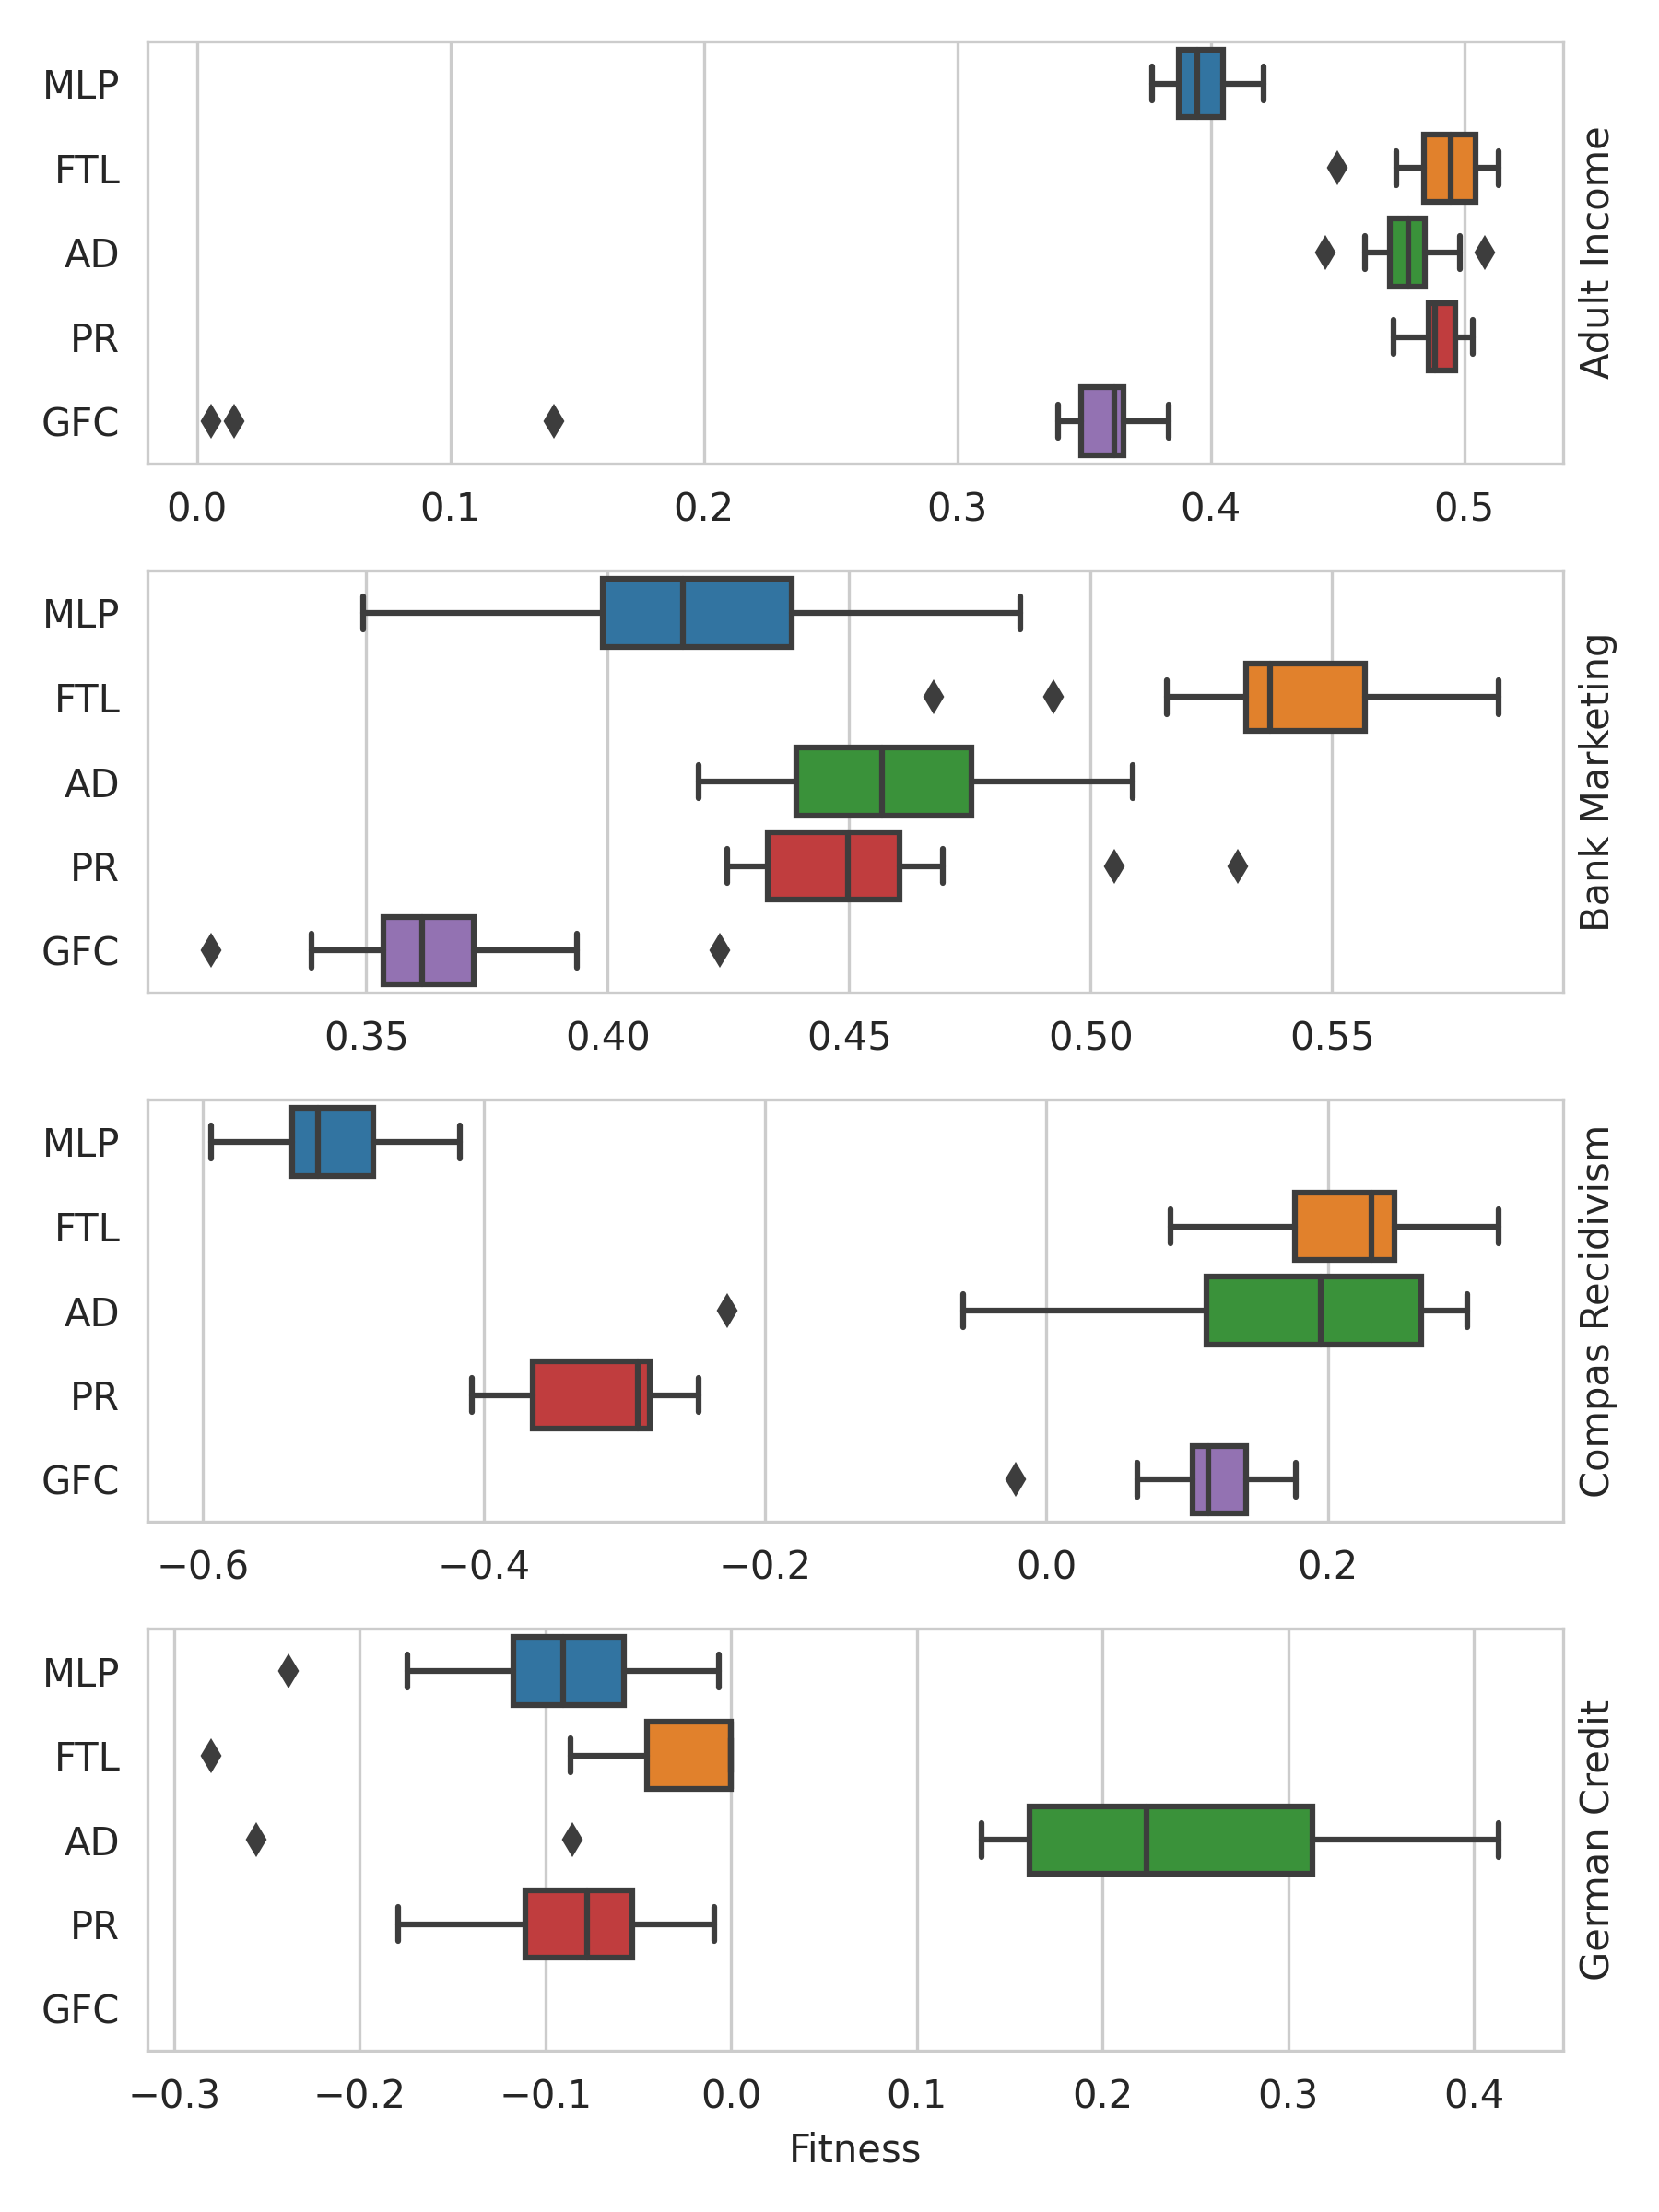 MLP
FTL
AD
PR
GFC
Adult Income
0.0 0.1 0.2 0.3 0.4 0.5
MLP
FTL
AD
PR
GFC
Bank Marketing
0.35 0.40 0.45 0.50 0.55
MLP
FTL
AD
PR
GFC
Compas Recidivism
−0.6 −0.4 −0.2 0.0 0.2
MLP
FTL
AD
PR
GFC
German Credit
−0.3 −0.2 −0.1 0.0 0.1 0.2 0.3 0.4
Fitness